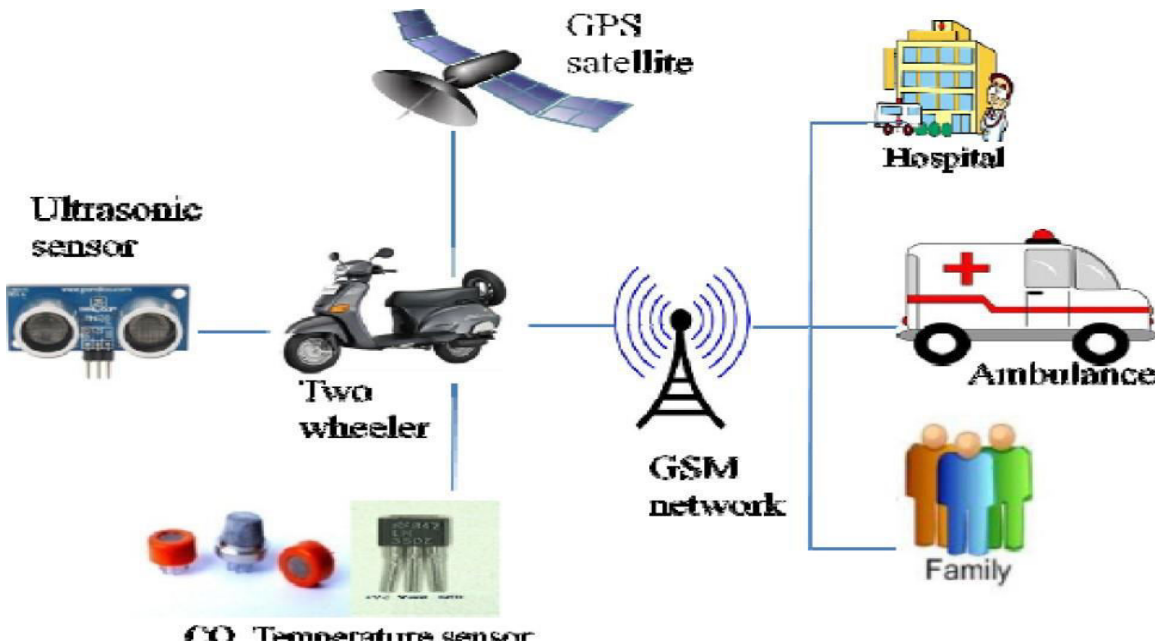 GPS
satellite
Hospital
Ultrasonic
sensor
Ambulance
Two
wheeler
GSM
network
Family
CO, Temperature sensor